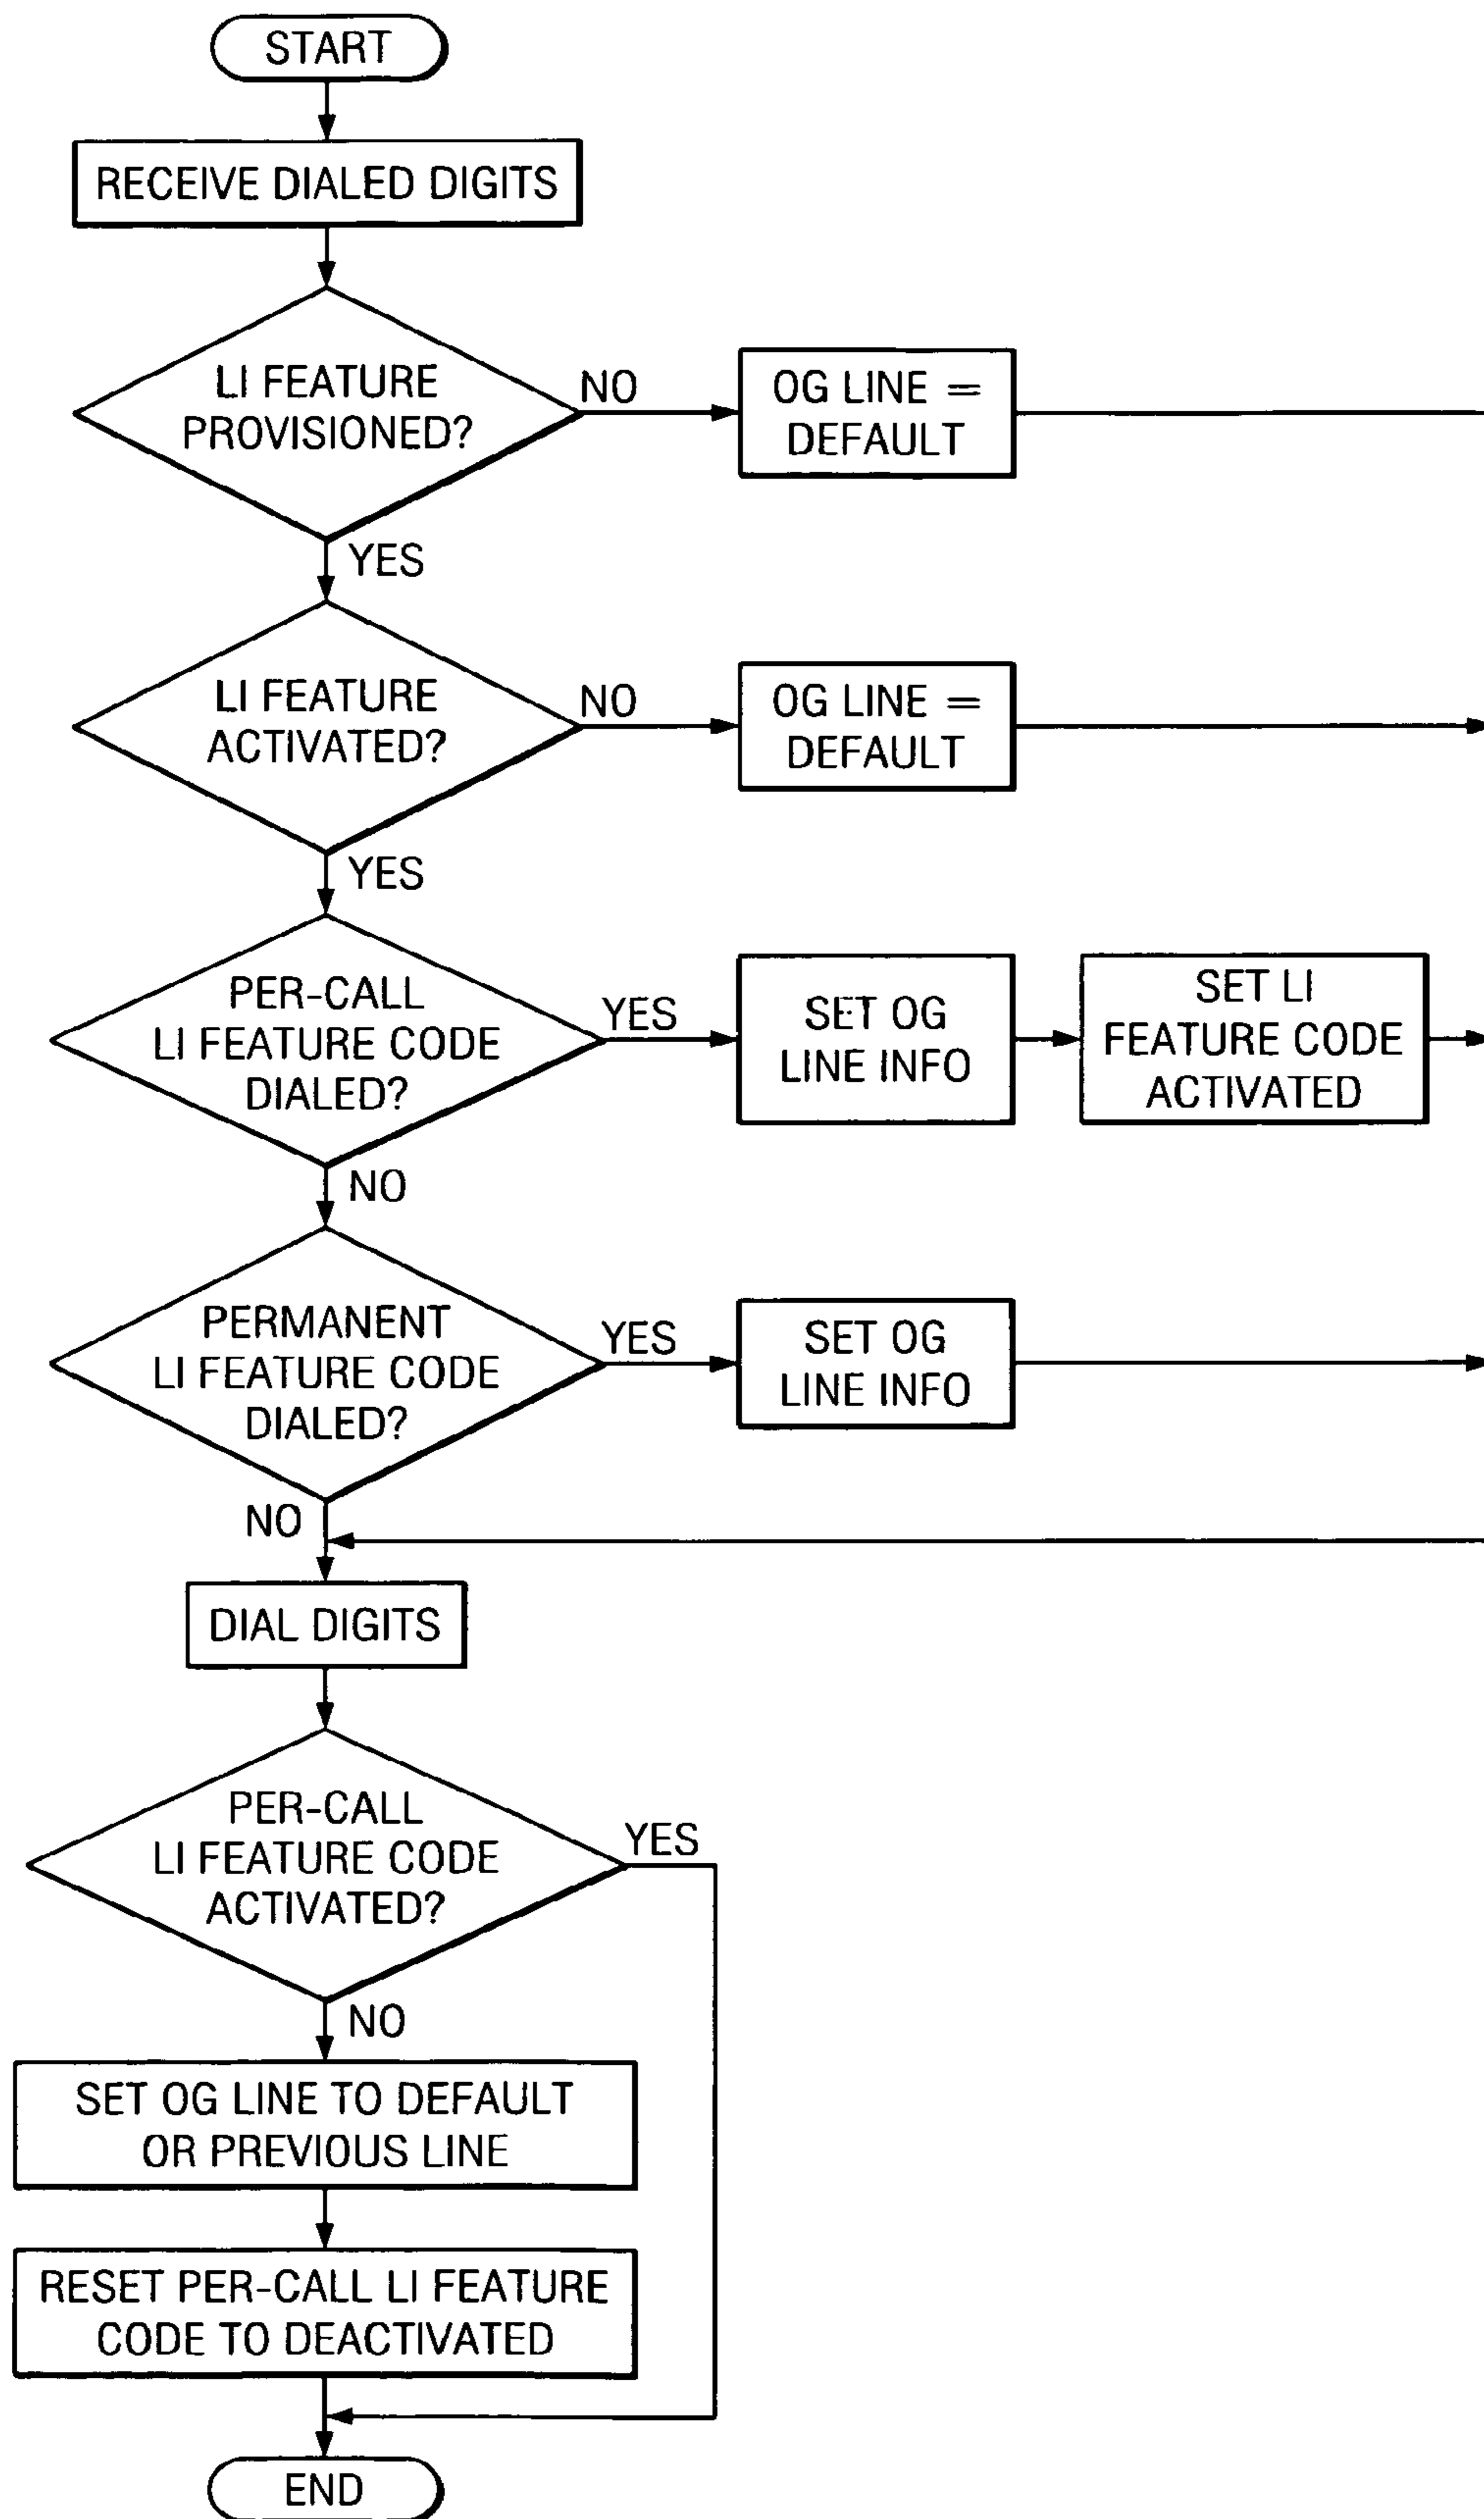 START
RECEIVE DIALED DIGITS
LI FEATURE
PROVISIONED?
NO
OG LINE =
DEFAULT
YES
LI FEATURE
ACTIVATED?
NO
OG LINE =
DEFAULT
YES
PER-CALL
LI FEATURE CODE
DIALED?
YES
SET OG
LINE INFO
SET LI
FEATURE CODE
ACTIVATED
NO
PERMANENT
LI FEATURE CODE
DIALED?
YES
SET OG
LINE INFO
NO
DIAL DIGITS
PER-CALL
LI FEATURE CODE
ACTIVATED?
YES
NO
SET OG LINE TO DEFAULT
OR PREVIOUS LINE
RESET PER-CALL LI FEATURE
CODE TO DEACTIVATED
END